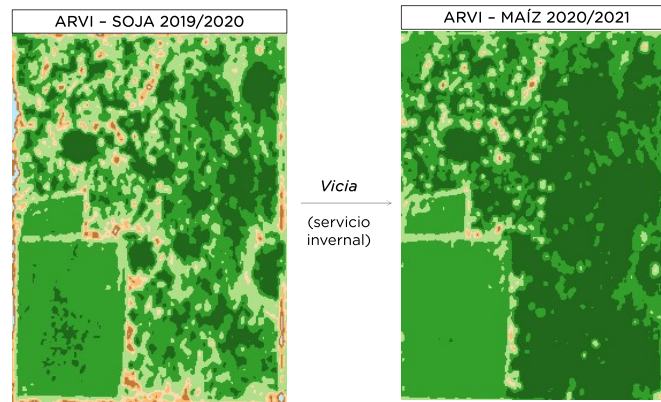 ARVI – SOJA 2019/2020
ARVI – MAÍZ 2020/2021
Vicia
(servicio
invernal)